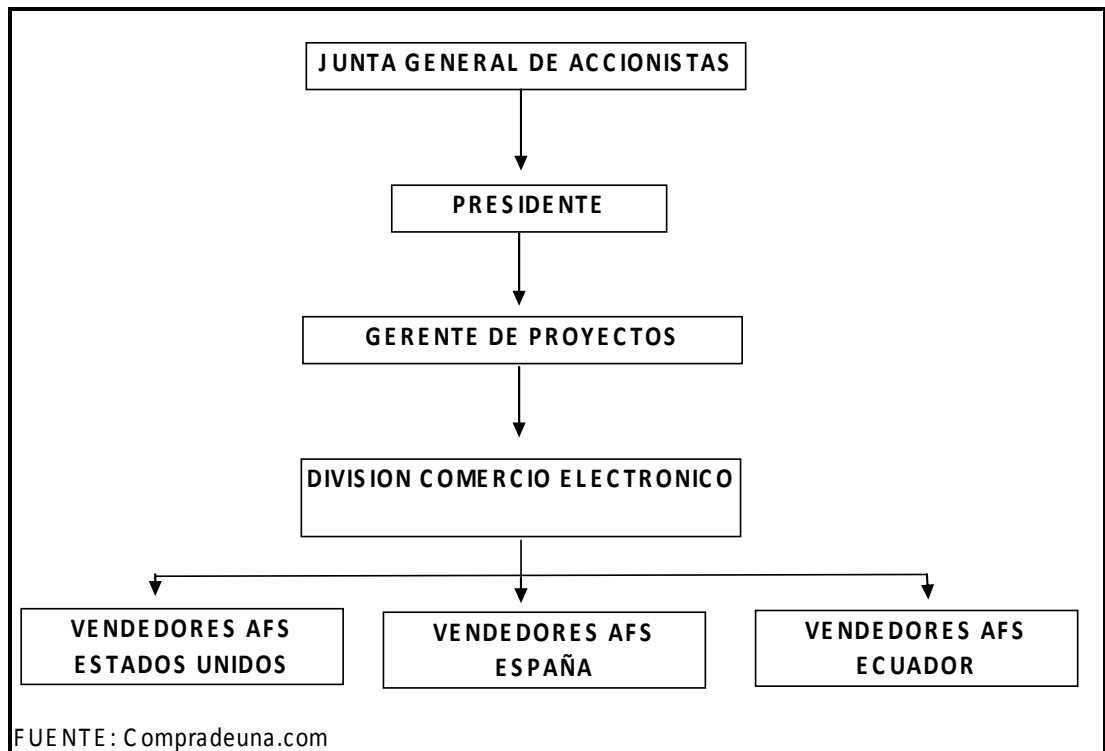 JUNTA GENERAL DE ACCIONISTAS
PRESIDENTE
GERENTE DE PROYECTOS
DIVISION COMERCIO ELECTRONICO
VENDEDORES AFS
ESTADOS UNIDOS
VENDEDORES AFS
ESPAÑA
VENDEDORES AFS
ECUADOR
FUENTE: Compradeuna.com